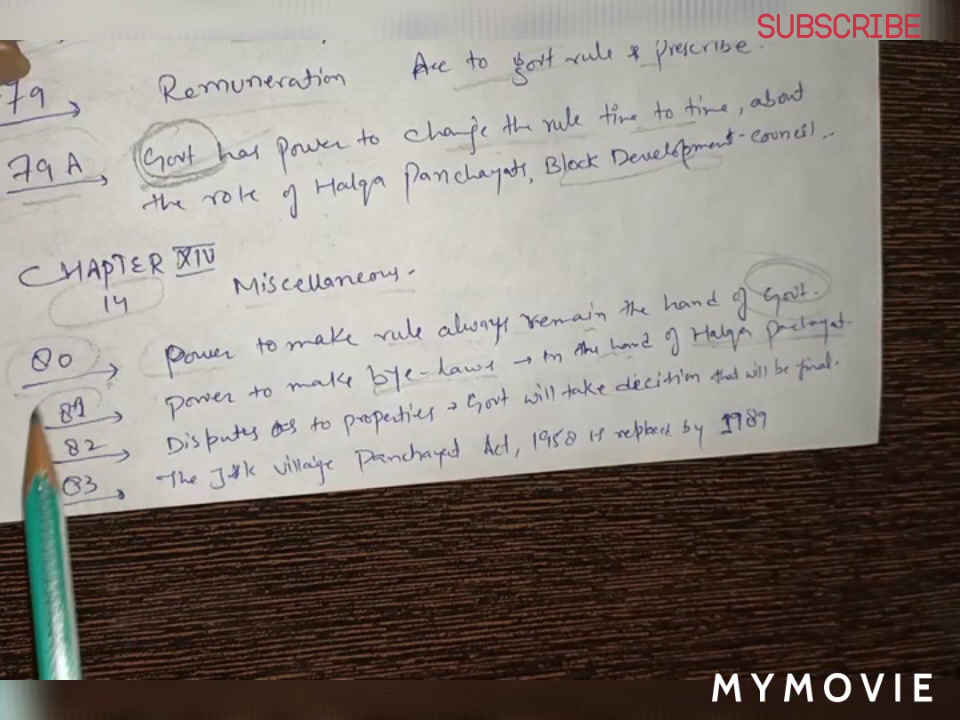 SUBSCRIBE
79 → Remuneration Acc to govt rule & prescribe.
79 A → Govt has power to change the rule time to time, about
the role of Halqa Panchayats, Block Development-council..
CHAPTER XIV
14
Miscellaneous.
80 → Power to make rule always remain the hand of Govt.
81 → Power to make bye-laws → In the hand of Halqa Pachayat
82 → Disputes as to properties → Govt will take decision that will be final.
83 → The J&k village Panchayat Act, 1958 is replaced by 1989
MYMOVIE